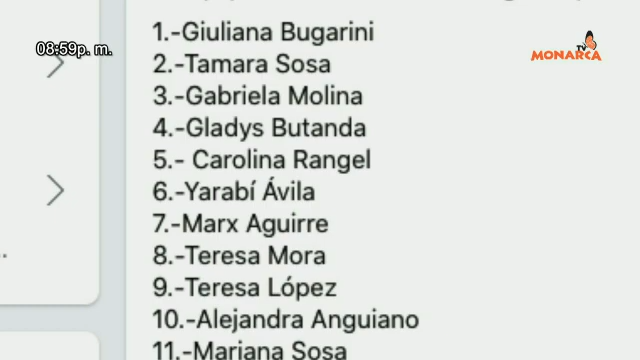 08:59p. m.
TV
MONARCA
1.-Giuliana Bugarini
2.-Tamara Sosa
3.-Gabriela Molina
4.-Gladys Butanda
5.- Carolina Rangel
6.-Yarabí Ávila
7.-Marx Aguirre
8.-Teresa Mora
9.-Teresa López
10.-Alejandra Anguiano
11.-Mariana Sosa